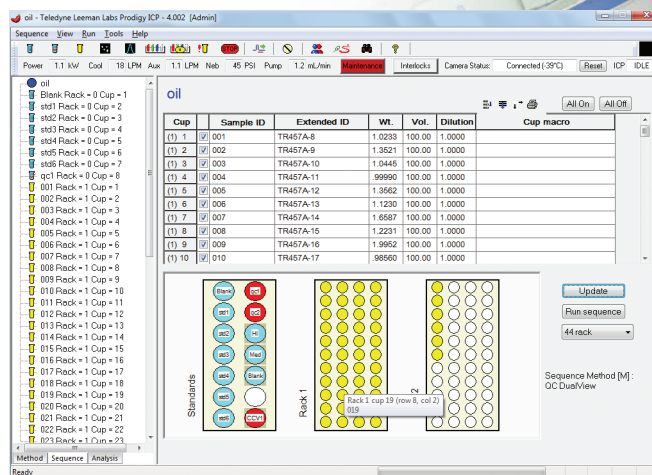 oil - Teledyne Leeman Labs Prodigy ICP - 4.002 [Admin]
Sequence View Run Tools Help
STOP
Power 1.1 kW Cool 18 LPM Aux 1.1 LPM Neb 45 PSI Pump 1.2 mL/min Maintenance Interlocks Camera Status: Connected (-39°C) Reset ICP IDLE
oil
Blank Rack = 0 Cup = 1
std1 Rack = 0 Cup = 2
std2 Rack = 0 Cup = 3
std3 Rack = 0 Cup = 4
std4 Rack = 0 Cup = 5
std5 Rack = 0 Cup = 6
std6 Rack = 0 Cup = 7
qc1 Rack = 0 Cup = 8
001 Rack = 1 Cup = 1
002 Rack = 1 Cup = 2
003 Rack = 1 Cup = 3
004 Rack = 1 Cup = 4
005 Rack = 1 Cup = 5
006 Rack = 1 Cup = 6
007 Rack = 1 Cup = 7
008 Rack = 1 Cup = 8
009 Rack = 1 Cup = 9
010 Rack = 1 Cup = 10
011 Rack = 1 Cup = 11
012 Rack = 1 Cup = 12
013 Rack = 1 Cup = 13
014 Rack = 1 Cup = 14
015 Rack = 1 Cup = 15
016 Rack = 1 Cup = 16
017 Rack = 1 Cup = 17
018 Rack = 1 Cup = 18
019 Rack = 1 Cup = 19
020 Rack = 1 Cup = 20
021 Rack = 1 Cup = 21
022 Rack = 1 Cup = 22
023 Rack = 1 Cup = 23
Method Sequence Analysis
Ready
oil
All On All Off
Cup Sample ID Extended ID Wt. Vol. Dilution Cup macro
(1) 1 001 TR457A-8 1.0233 100.00 1.0000
(1) 2 002 TR457A-9 1.3521 100.00 1.0000
(1) 3 003 TR457A-10 1.0445 100.00 1.0000
(1) 4 004 TR457A-11 .99990 100.00 1.0000
(1) 5 005 TR457A-12 1.3562 100.00 1.0000
(1) 6 006 TR457A-13 1.1230 100.00 1.0000
(1) 7 007 TR457A-14 1.6587 100.00 1.0000
(1) 8 008 TR457A-15 1.2231 100.00 1.0000
(1) 9 009 TR457A-16 1.9952 100.00 1.0000
(1) 10 010 TR457A-17 .98560 100.00 1.0000
Standards
Blank qc1
std1 qc2
std2 HI
std3 Med
std4 Blank
std5
std6 CCV1
Rack 1
2
Rack 1 cup 19 (row 8, col 2)
019
Update
Run sequence
44 rack
Sequence Method [M] :
QC DualView